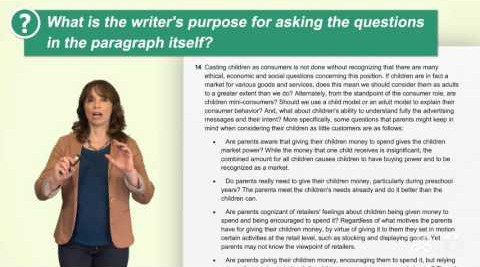 ?
What is the writer's purpose for asking the questions
in the paragraph itself?
14 Casting children as consumers is not done without recognizing that there are many
ethical, economic and social questions concerning this position. If children are in fact a
market for various goods and services, does this mean we should consider them as adults
to a greater extent than we do? Alternately, from the standpoint of the consumer role, are
children mini-consumers? Should we use a child model or an adult model to explain their
consumer behavior? And, what about children's ability to understand fully the advertising
messages and their intent? More specifically, some questions that parents might keep in
mind when considering their children as little customers are as follows:
• Are parents aware that giving their children money to spend gives the children
market power? While the money that one child receives is insignificant, the
combined amount for all children causes children to have buying power and to be
recognized as a market.
• Do parents really need to give their children money, particularly during preschool
years? The parents meet the children's needs already and do it better than the
children can.
• Are parents cognizant of retailers' feelings about children being given money to
spend and being encouraged to spend it? Regardless of what motives the parents
have for giving their children money, by virtue of giving it to them they set in motion
certain activities at the retail level, such as stocking and displaying goods. Yet
parents may not know the viewpoint of retailers.
• Are parents giving their children money, encouraging them to spend it, but relying